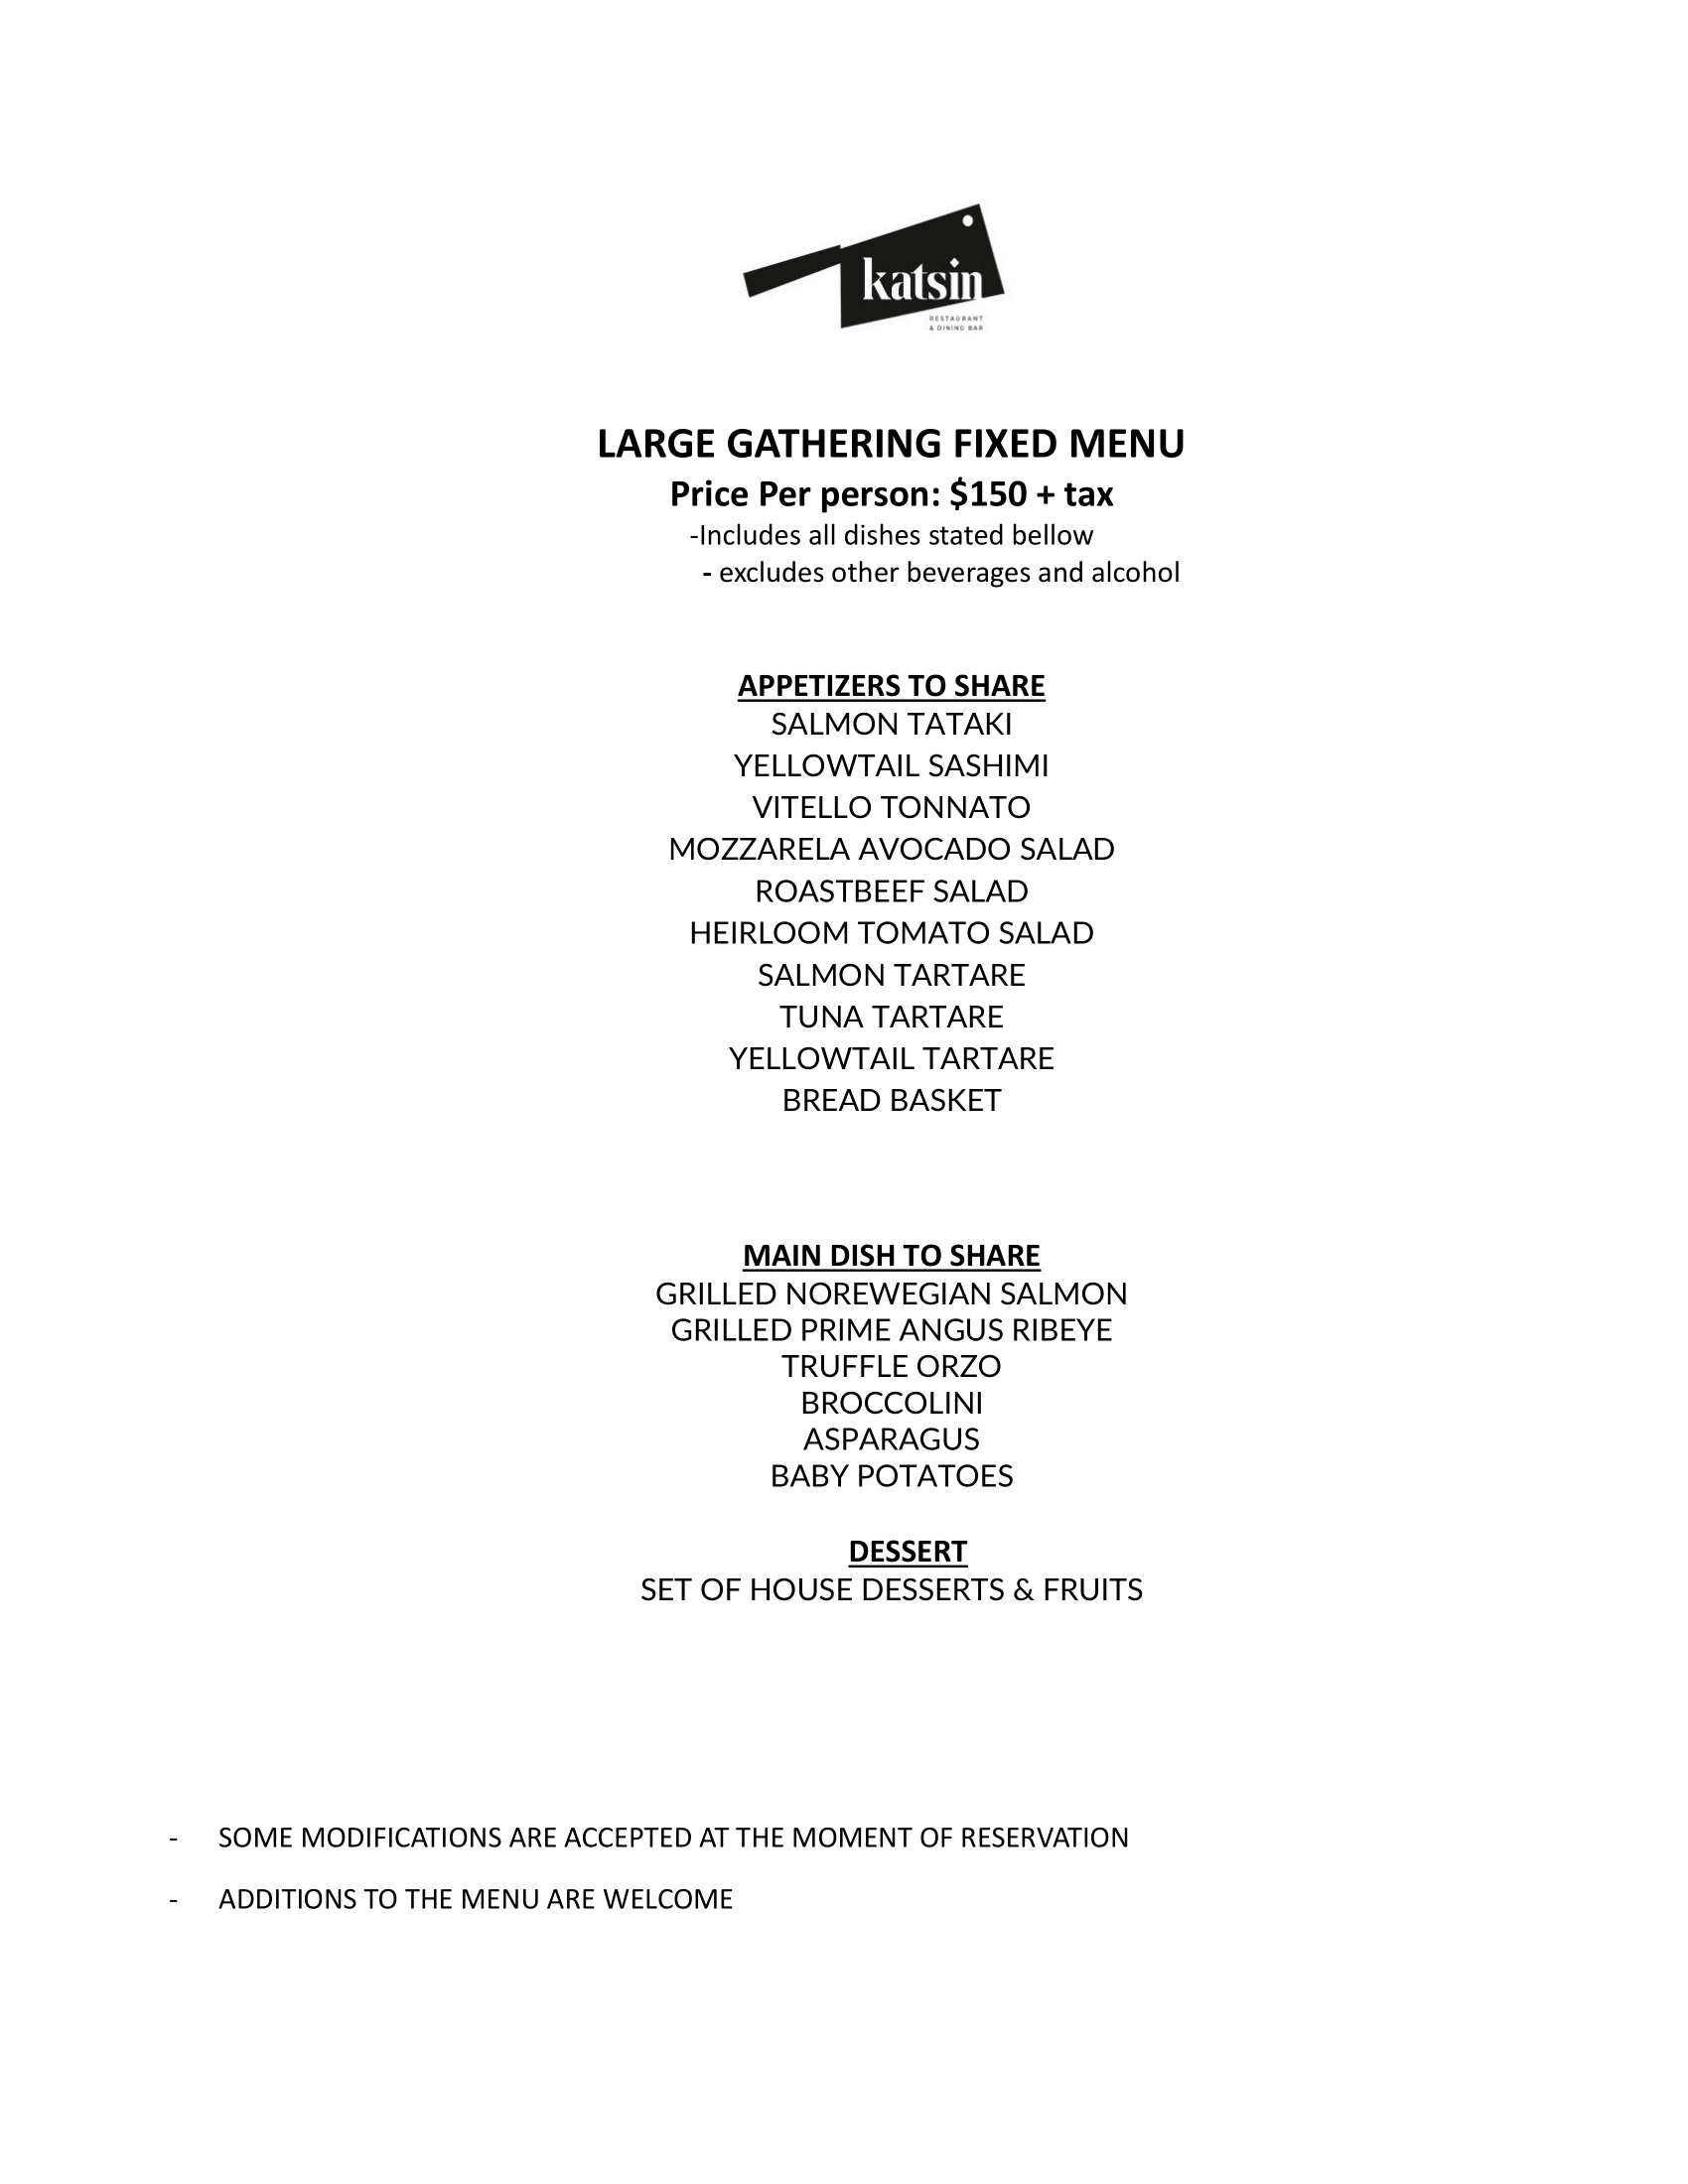 katsin
RESTAURANT
& DINING BAR
LARGE GATHERING FIXED MENU
Price Per person: $150 + tax
-Includes all dishes stated bellow
- excludes other beverages and alcohol
APPETIZERS TO SHARE
SALMON TATAKI
YELLOWTAIL SASHIMI
VITELLO TONNATO
MOZZARELA AVOCADO SALAD
ROASTBEEF SALAD
HEIRLOOM TOMATO SALAD
SALMON TARTARE
TUNA TARTARE
YELLOWTAIL TARTARE
BREAD BASKET
MAIN DISH TO SHARE
GRILLED NOREWEGIAN SALMON
GRILLED PRIME ANGUS RIBEYE
TRUFFLE ORZO
BROCCOLINI
ASPARAGUS
BABY POTATOES
DESSERT
SET OF HOUSE DESSERTS & FRUITS
- SOME MODIFICATIONS ARE ACCEPTED AT THE MOMENT OF RESERVATION
- ADDITIONS TO THE MENU ARE WELCOME